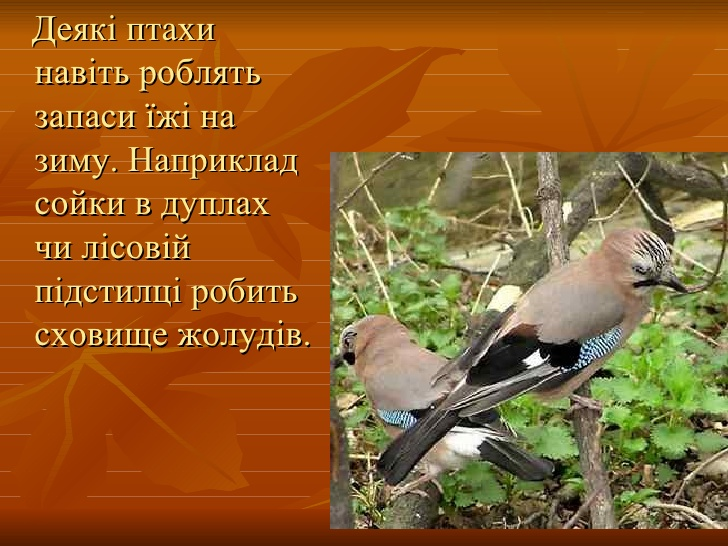 Деякі птахи
навіть роблять
запаси їжі на
зиму. Наприклад
сойки в дуплах
чи лісовій
підстилці робить
сховище жолудів.